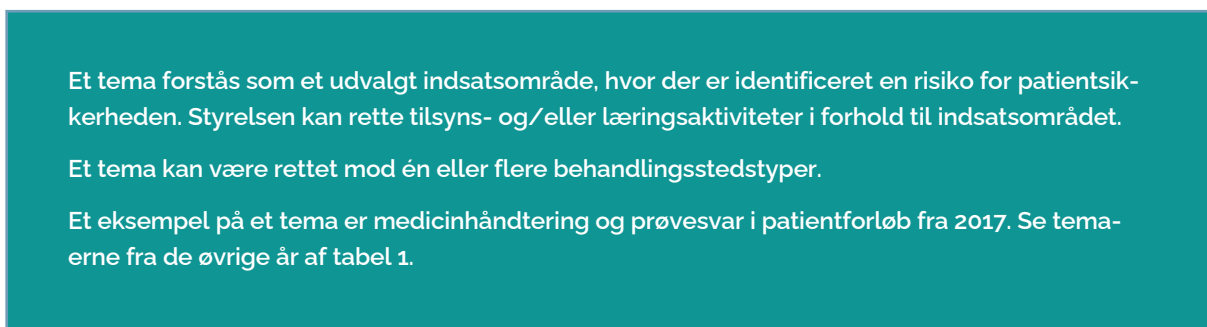 Et tema forstås som et udvalgt indsatsområde, hvor der er identificeret en risiko for patientsik-
kerheden. Styrelsen kan rette tilsyns- og/eller læringsaktiviteter i forhold til indsatsområdet.
Et tema kan være rettet mod én eller flere behandlingsstedstyper.
Et eksempel på et tema er medicinhåndtering og prøvesvar i patientforløb fra 2017. Se tema-
erne fra de øvrige år af tabel 1.